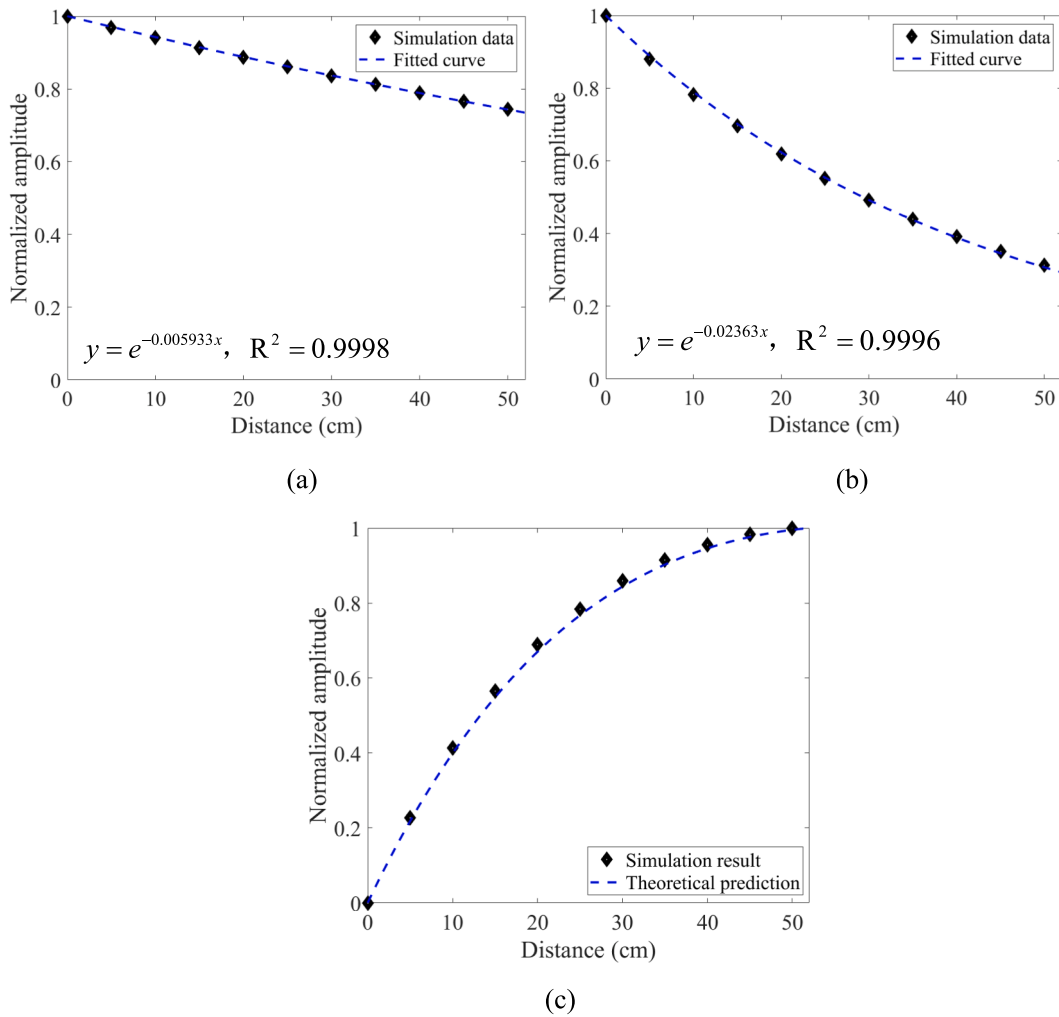 Normalized amplitude
1
0.8
0.6
0.4
0.2
0
Simulation data
Fitted curve
y = e^{−0.005933x}, R² = 0.9998
0 10 20 30 40 50
Distance (cm)
(a)
Normalized amplitude
1
0.8
0.6
0.4
0.2
0
Simulation data
Fitted curve
y = e^{−0.02363x}, R² = 0.9996
0 10 20 30 40 50
Distance (cm)
(b)
Normalized amplitude
1
0.8
0.6
0.4
0.2
0
Simulation result
Theoretical prediction
0 10 20 30 40 50
Distance (cm)
(c)